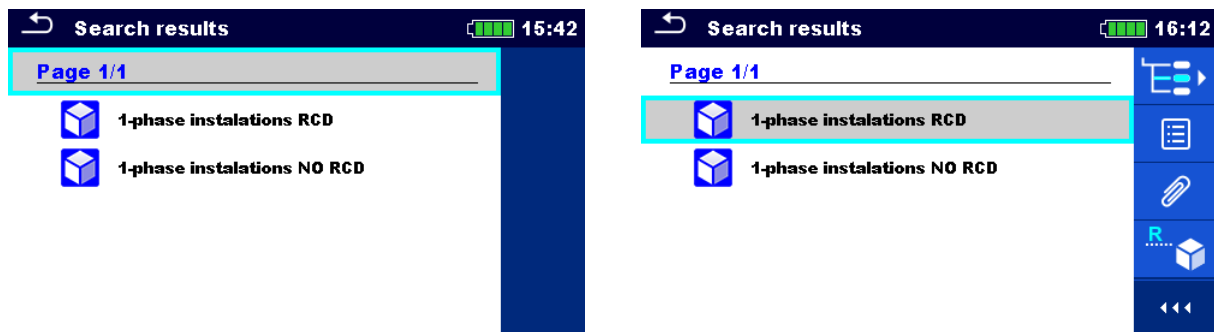 Search results 15:42
Page 1/1
1-phase instalations RCD
1-phase instalations NO RCD
Search results 16:12
Page 1/1
1-phase instalations RCD
1-phase instalations NO RCD
R